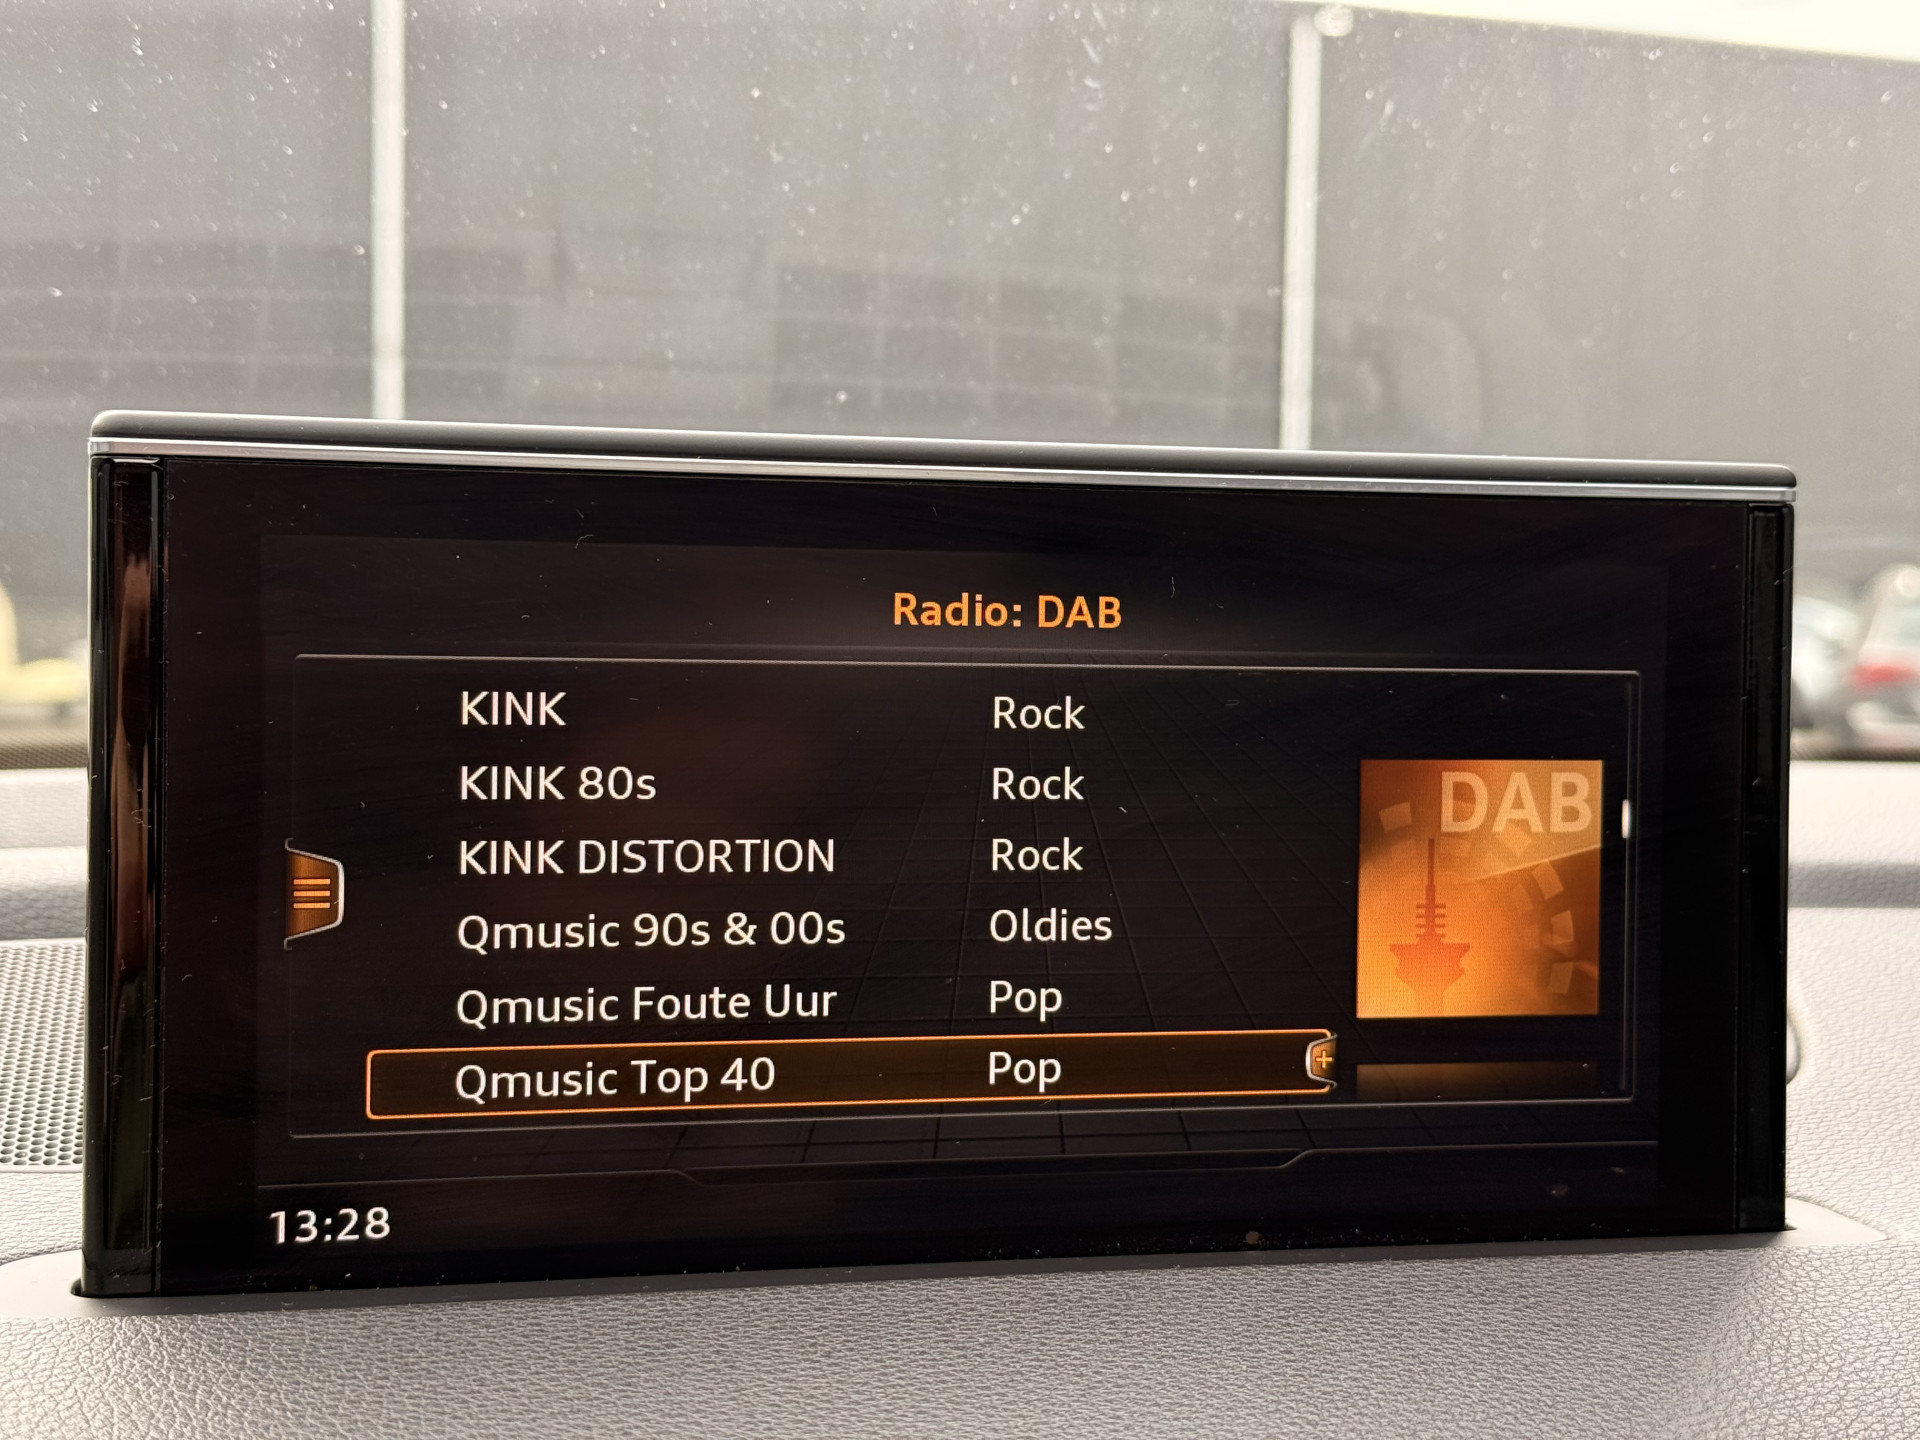 Radio: DAB
KINK Rock
KINK 80s Rock
KINK DISTORTION Rock
Qmusic 90s & 00s Oldies
Qmusic Foute Uur Pop
Qmusic Top 40 Pop
DAB
13:28